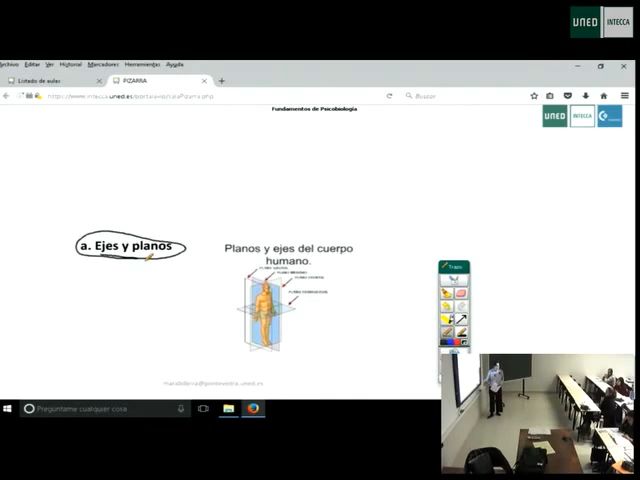 UNED INTECCA
Archivo Editar Ver Historial Marcadores Herramientas Ayuda
Listado de aulas
PIZARRA
Buscar
Fundamentos de Psicobiología
UNED INTECCA
a. Ejes y planos
Planos y ejes del cuerpo
humano.
Trazo
Pregúntame cualquier cosa